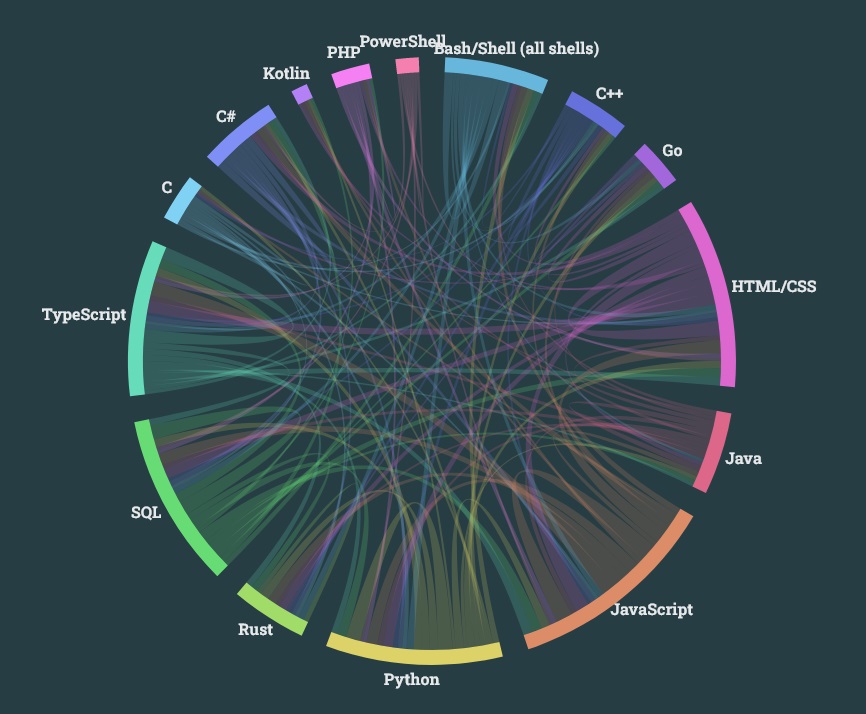 PowerShell
Bash/Shell (all shells)
PHP
Kotlin
C++
C#
Go
C
HTML/CSS
TypeScript
Java
SQL
JavaScript
Rust
Python